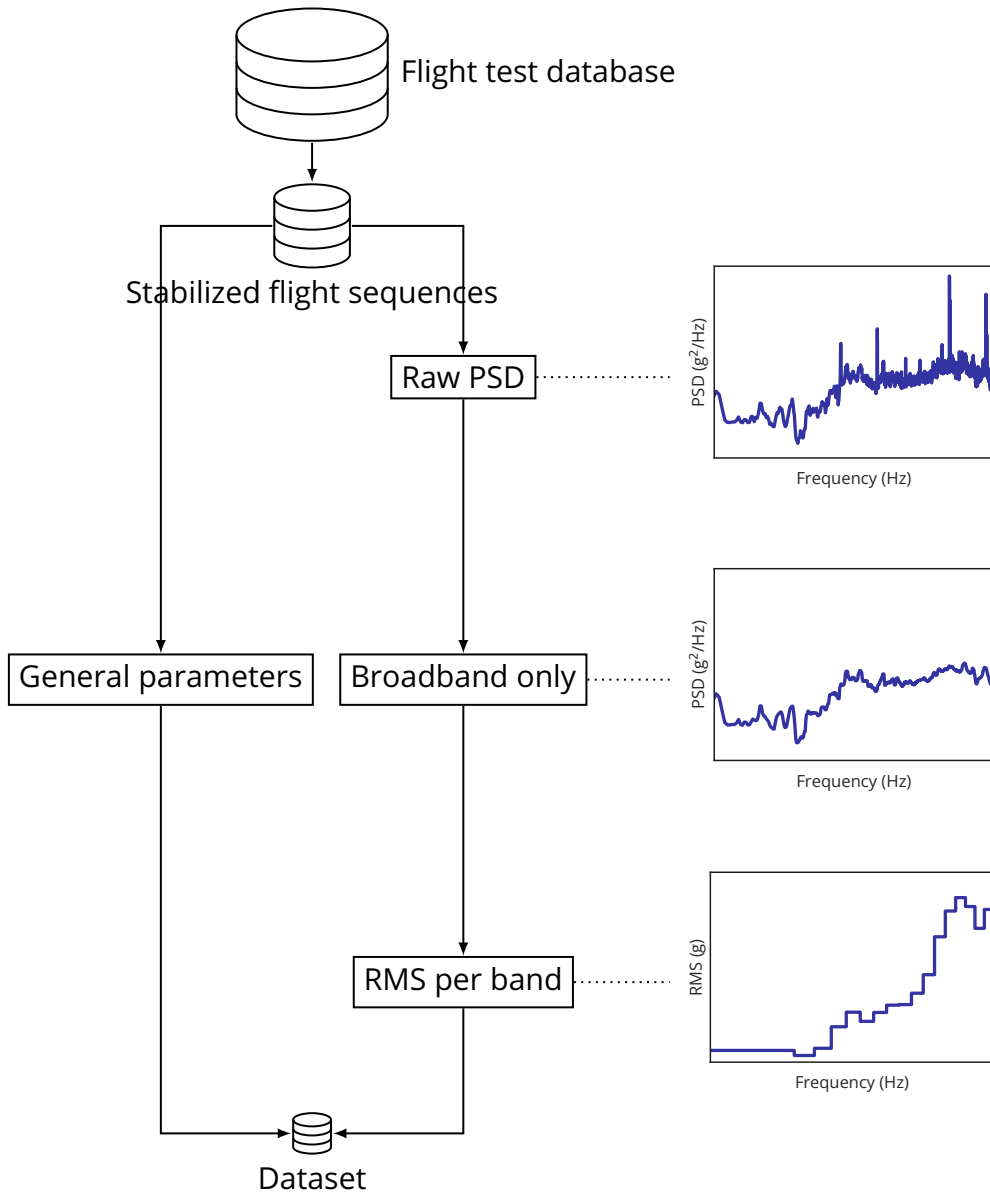 Flight test database
Stabilized flight sequences
Raw PSD
PSD (g²/Hz)
Frequency (Hz)
General parameters
Broadband only
PSD (g²/Hz)
Frequency (Hz)
RMS per band
RMS (g)
Frequency (Hz)
Dataset